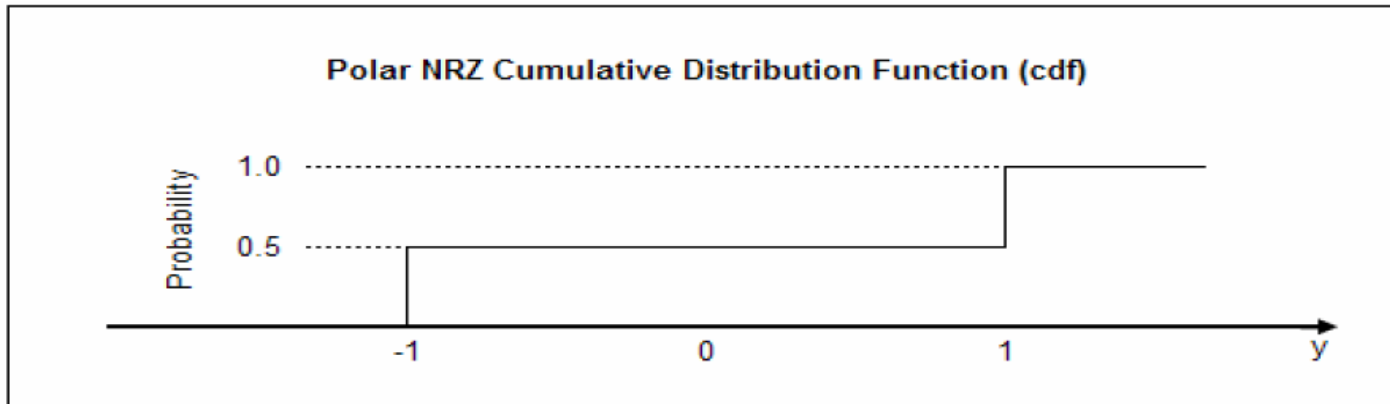 Polar NRZ Cumulative Distribution Function (cdf)
Probability
1.0
0.5
-1 0 1 y